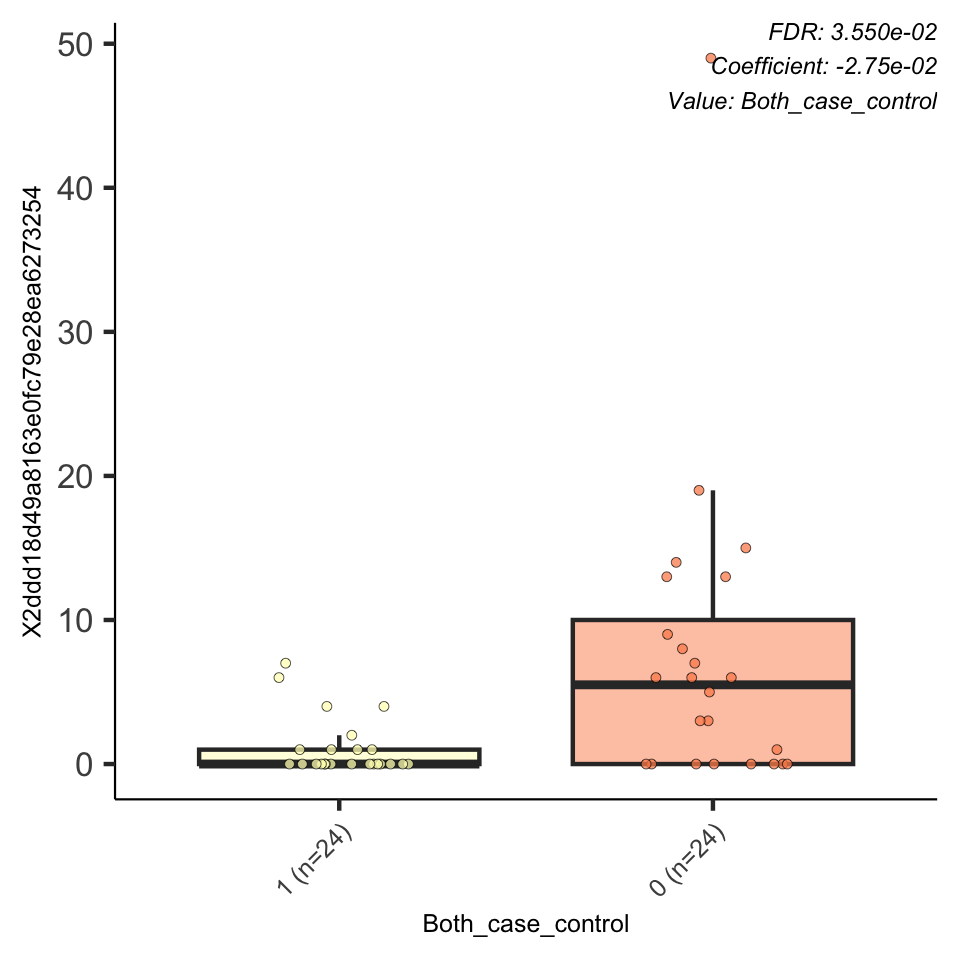 FDR: 3.550e-02
Coefficient: -2.75e-02
Value: Both_case_control
50
40
30
20
10
0
X2ddd18d49a8163e0fc79e28ea6273254
1 (n=24)
0 (n=24)
Both_case_control